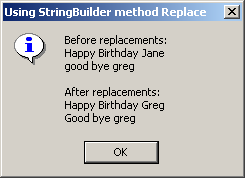 Using StringBuilder method Replace
Before replacements:
Happy Birthday Jane
good bye greg
After replacements:
Happy Birthday Greg
Good bye greg
OK